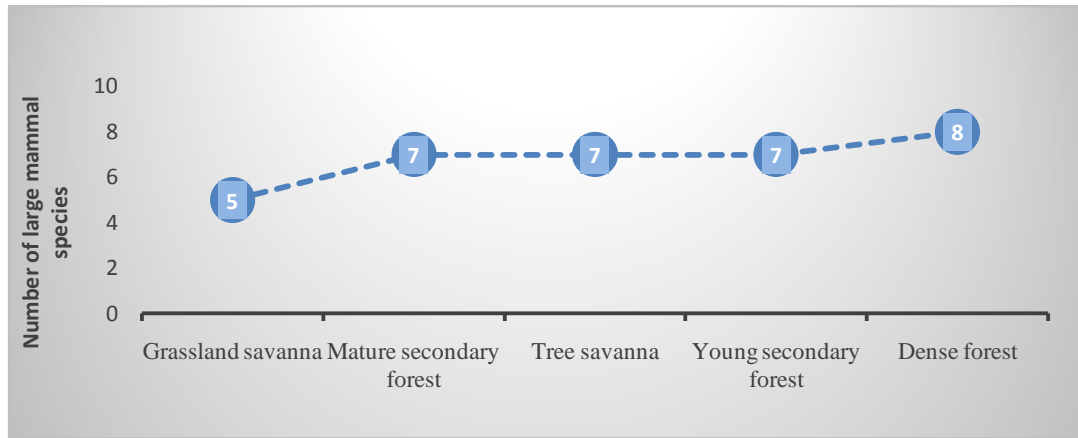 Number of large mammal
species
10
8
6
4
2
0
5
7
7
7
8
Grassland savanna
Mature secondary
forest
Tree savanna
Young secondary
forest
Dense forest